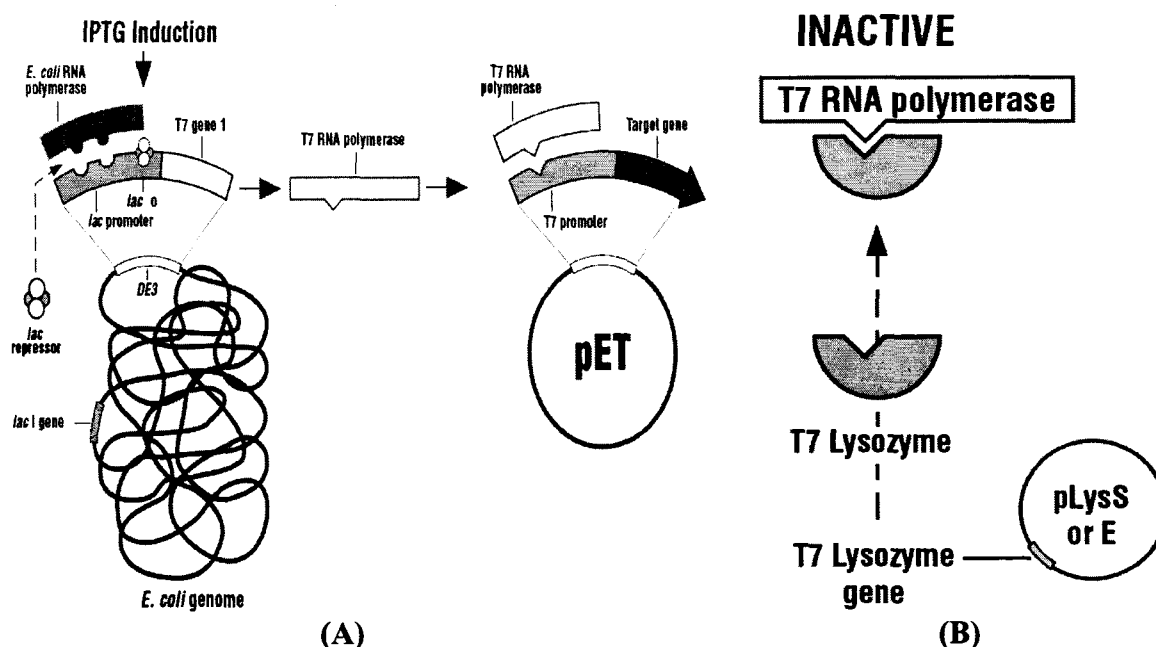 IPTG Induction
E. coli RNA
polymerase
T7 gene 1
lac o
lac promoter
lac
repressor
DE3
lac I gene
E. coli genome
T7 RNA polymerase
T7 RNA
polymerase
Target gene
T7 promoter
pET
(A)
INACTIVE
T7 RNA polymerase
T7 Lysozyme
T7 Lysozyme
gene
pLysS
or E
(B)